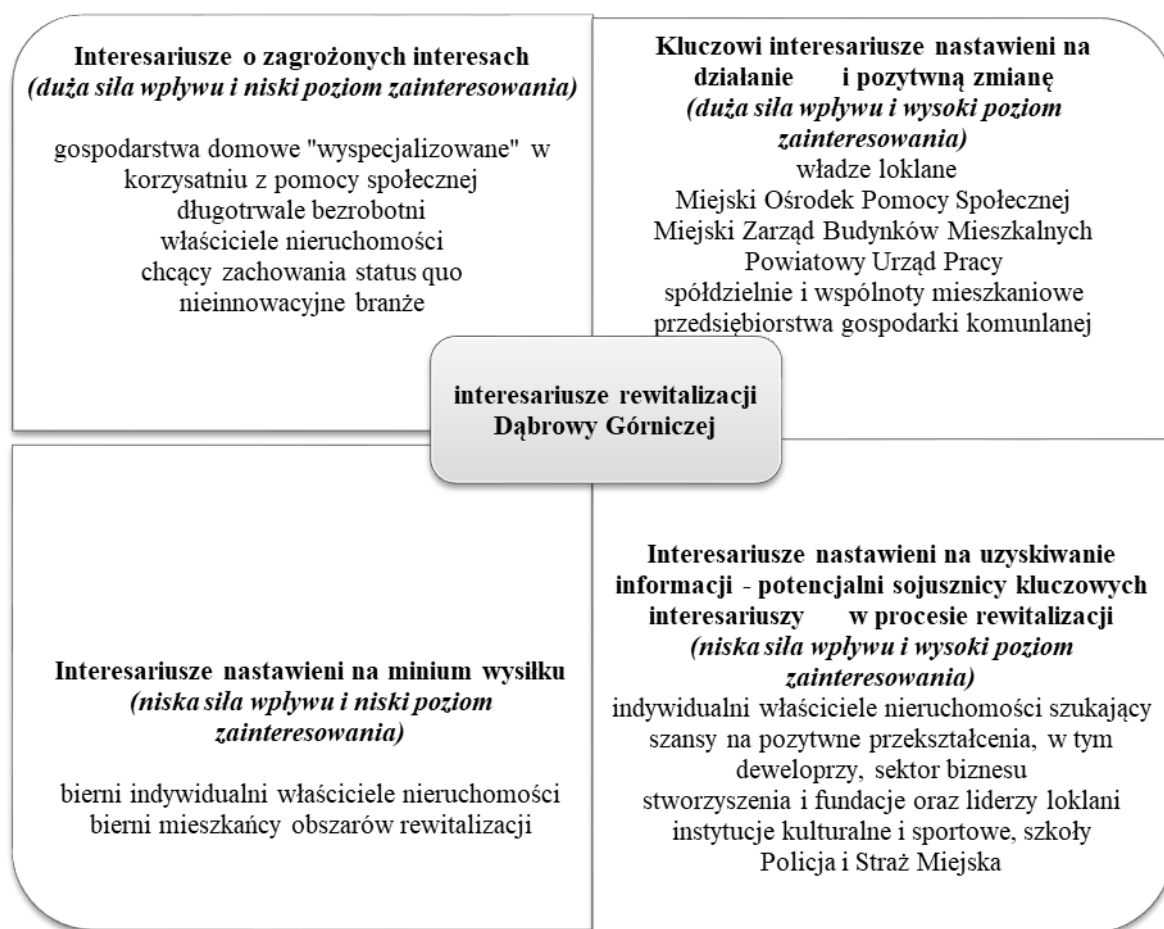 Interesariusze o zagrożonych interesach
(duża siła wpływu i niski poziom zainteresowania)
gospodarstwa domowe "wyspecjalizowane" w
korzysatniu z pomocy społecznej
długotrwale bezrobotni
właściciele nieruchomości
chcący zachowania status quo
nieinnowacyjne branże
Kluczowi interesariusze nastawieni na
działanie i pozytwną zmianę
(duża siła wpływu i wysoki poziom
zainteresowania)
władze loklane
Miejski Ośrodek Pomocy Społecznej
Miejski Zarząd Budynków Mieszkalnych
Powiatowy Urząd Pracy
spółdzielnie i wspólnoty mieszkaniowe
przedsiębiorstwa gospodarki komunlanej
interesariusze rewitalizacji
Dąbrowy Górniczej
Interesariusze nastawieni na minium wysiłku
(niska siła wpływu i niski poziom
zainteresowania)
bierni indywidualni właściciele nieruchomości
bierni mieszkańcy obszarów rewitalizacji
Interesariusze nastawieni na uzyskiwanie
informacji - potencjalni sojusznicy kluczowych
interesariuszy w procesie rewitalizacji
(niska siła wpływu i wysoki poziom
zainteresowania)
indywidualni właściciele nieruchomości szukający
szansy na pozytwne przekształcenia, w tym
deweloprzy, sektor biznesu
stworzyszenia i fundacje oraz liderzy loklani
instytucje kulturalne i sportowe, szkoły
Policja i Straż Miejska